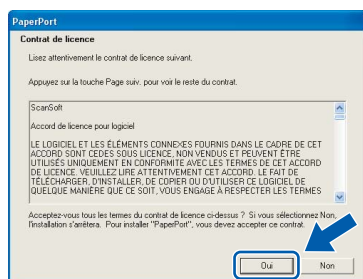 PaperPort
Contrat de licence
Lisez attentivement le contrat de licence suivant.
Appuyez sur la touche Page suiv. pour voir le reste du contrat.
ScanSoft
Accord de licence pour logiciel
LE LOGICIEL ET LES ÉLÉMENTS CONNEXES FOURNIS DANS LE CADRE DE CET
ACCORD SONT CEDES SOUS LICENCE, NON VENDUS ET PEUVENT ÊTRE
UTILISÉS UNIQUEMENT EN CONFORMITE AVEC LES TERMES DE CET ACCORD
DE LICENCE. VEUILLEZ LIRE ATTENTIVEMENT CET ACCORD. LE FAIT DE
TÉLÉCHARGER, D'INSTALLER, DE COPIER OU D'UTILISER CE LOGICIEL DE
QUELQUE MANIÈRE QUE CE SOIT, VOUS ENGAGE À RESPECTER LES TERMES
Acceptez-vous tous les termes du contrat de licence ci-dessus ? Si vous sélectionnez Non,
l'installation s'arrêtera. Pour installer "PaperPort", vous devez accepter ce contrat.
Oui
Non